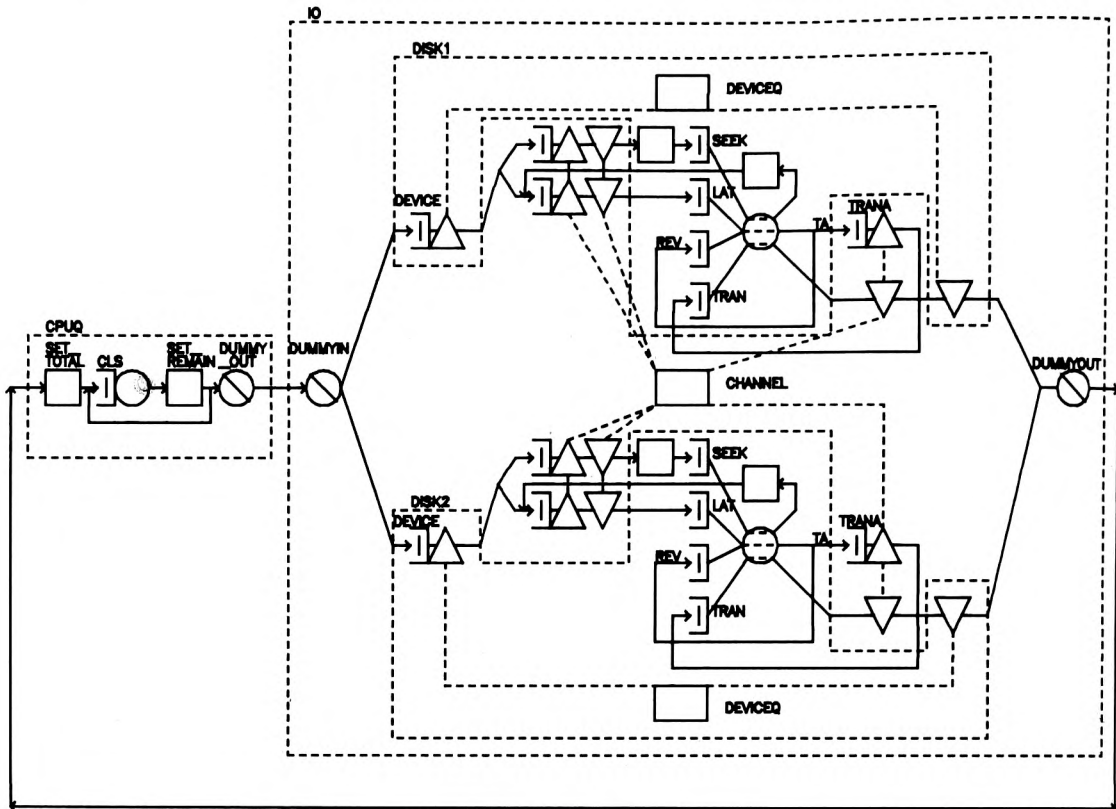 IO
DISK1
DEVICEQ
SEEK
DEVICE
LAT
TRANA
TA
REV
TRAN
CPUQ
SET TOTAL
CLS
SET REMAIN
DUMMY _OUT
DUMMYIN
CHANNEL
DUMMYOUT
SEEK
DISK2
DEVICE
LAT
TRANA
TA
REV
TRAN
DEVICEQ